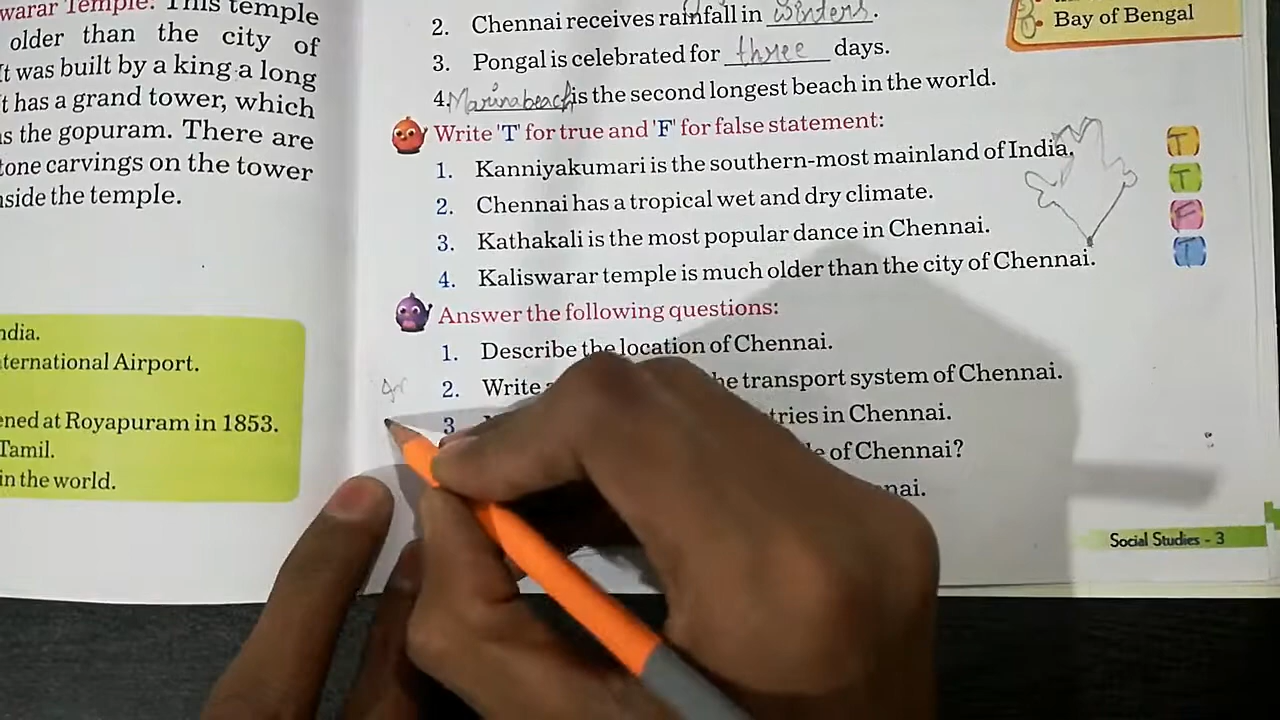 warar Temple: This temple
older than the city of
It was built by a king a long
It has a grand tower, which
as the gopuram. There are
tone carvings on the tower
nside the temple.
ndia.
ternational Airport.
ened at Royapuram in 1853.
Tamil.
in the world.
2. Chennai receives rainfall in winters.
3. Pongal is celebrated for three days.
4. Marina beach is the second longest beach in the world.
Bay of Bengal
Write 'T' for true and 'F' for false statement:
1. Kanniyakumari is the southern-most mainland of India. T
2. Chennai has a tropical wet and dry climate. T
3. Kathakali is the most popular dance in Chennai. F
4. Kaliswarar temple is much older than the city of Chennai. T
Answer the following questions:
1. Describe the location of Chennai.
2. Write he transport system of Chennai.
3 tries in Chennai.
of Chennai?
nai.
Social Studies - 3